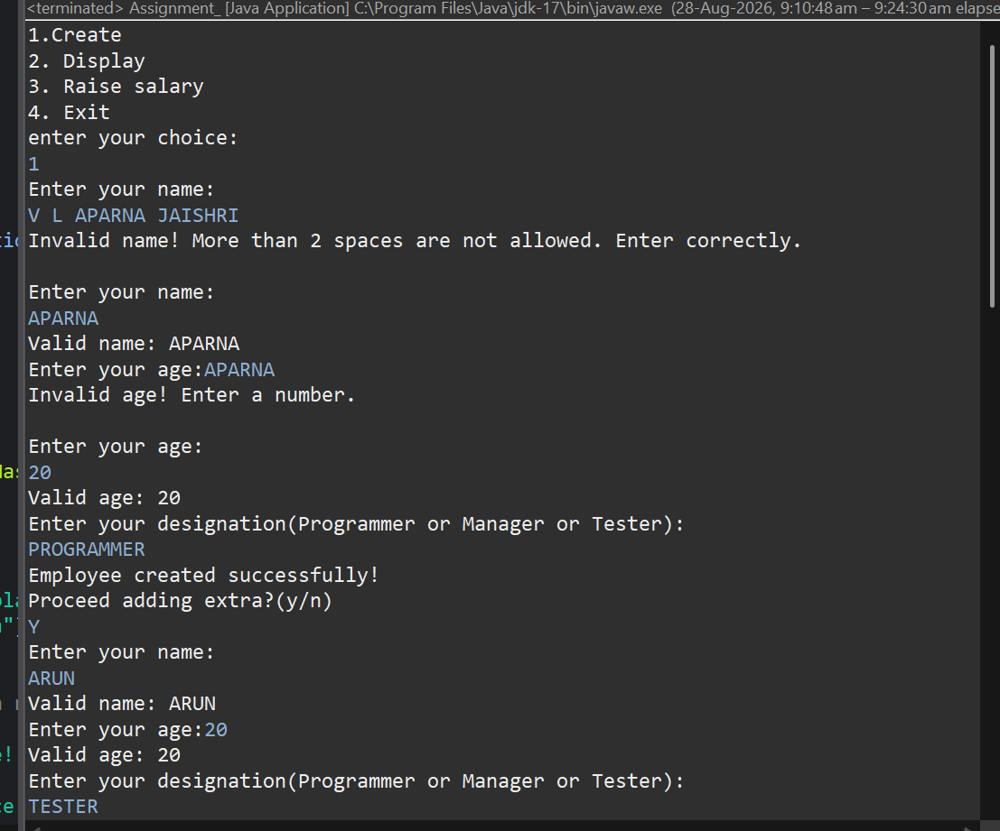 <terminated> Assignment_ [Java Application] C:\Program Files\Java\jdk-17\bin\javaw.exe (28-Aug-2026, 9:10:48 am – 9:24:30 am elapse
1.Create
2. Display
3. Raise salary
4. Exit
enter your choice:
1
Enter your name:
V L APARNA JAISHRI
Invalid name! More than 2 spaces are not allowed. Enter correctly.
Enter your name:
APARNA
Valid name: APARNA
Enter your age:APARNA
Invalid age! Enter a number.
Enter your age:
20
Valid age: 20
Enter your designation(Programmer or Manager or Tester):
PROGRAMMER
Employee created successfully!
Proceed adding extra?(y/n)
Y
Enter your name:
ARUN
Valid name: ARUN
Enter your age:20
Valid age: 20
Enter your designation(Programmer or Manager or Tester):
TESTER